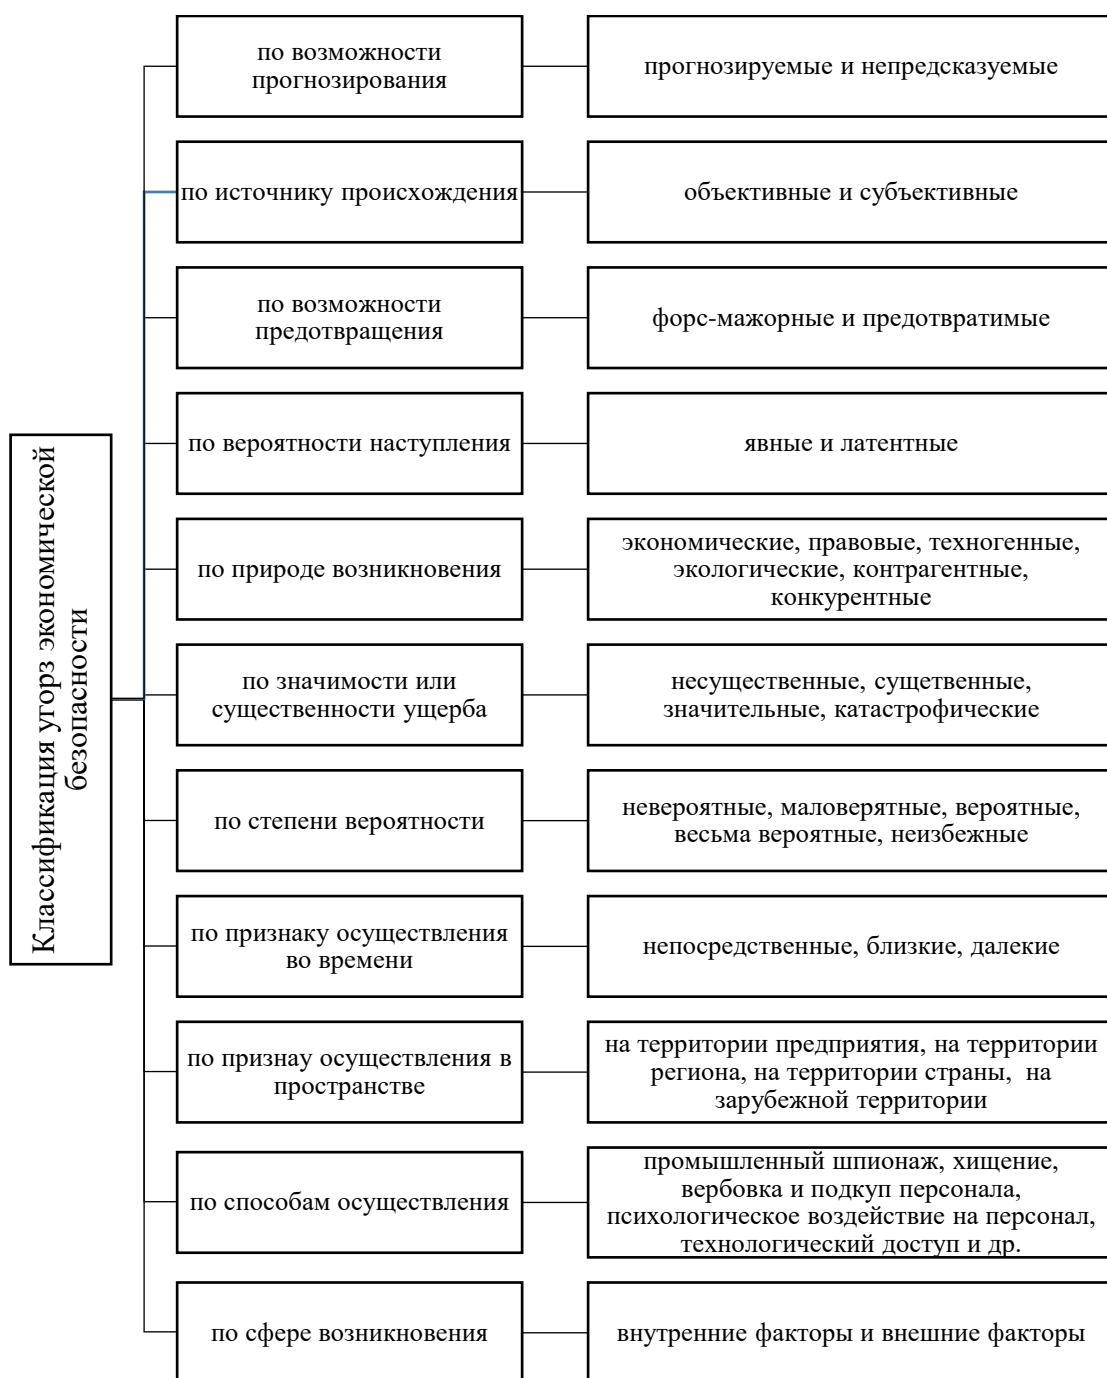 Классификация угорз экономической
безопасности
по возможности
прогнозирования
прогнозируемые и непредсказуемые
по источнику происхождения
объективные и субъективные
по возможности
предотвращения
форс-мажорные и предотвратимые
по вероятности наступления
явные и латентные
по природе возникновения
экономические, правовые, техногенные,
экологические, контрагентные,
конкурентные
по значимости или
существенности ущерба
несущественные, сущетвенные,
значительные, катастрофические
по степени вероятности
невероятные, маловерятные, вероятные,
весьма вероятные, неизбежные
по признаку осуществления
во времени
непосредственные, близкие, далекие
по признау осуществления в
пространстве
на территории предприятия, на территории
региона, на территории страны,  на
зарубежной территории
по способам осуществления
промышленный шпионаж, хищение,
вербовка и подкуп персонала,
психологическое воздействие на персонал,
технологический доступ и др.
по сфере возникновения
внутренние факторы и внешние факторы